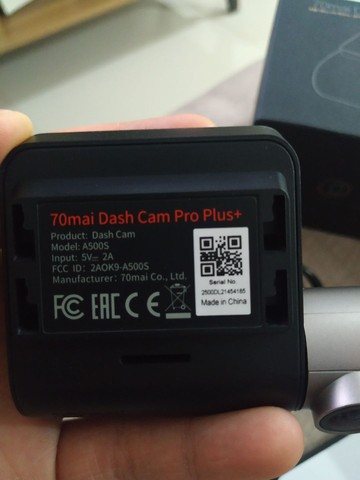 70mai Dash Cam Pro Plus+
Product: Dash Cam
Model: A500S
Input: 5V⎓ 2A
FCC ID: 2AOK9-A500S
Manufacturer: 70mai Co., Ltd.
FC EAC CE
Serial No
2500DL21454185
Made in China